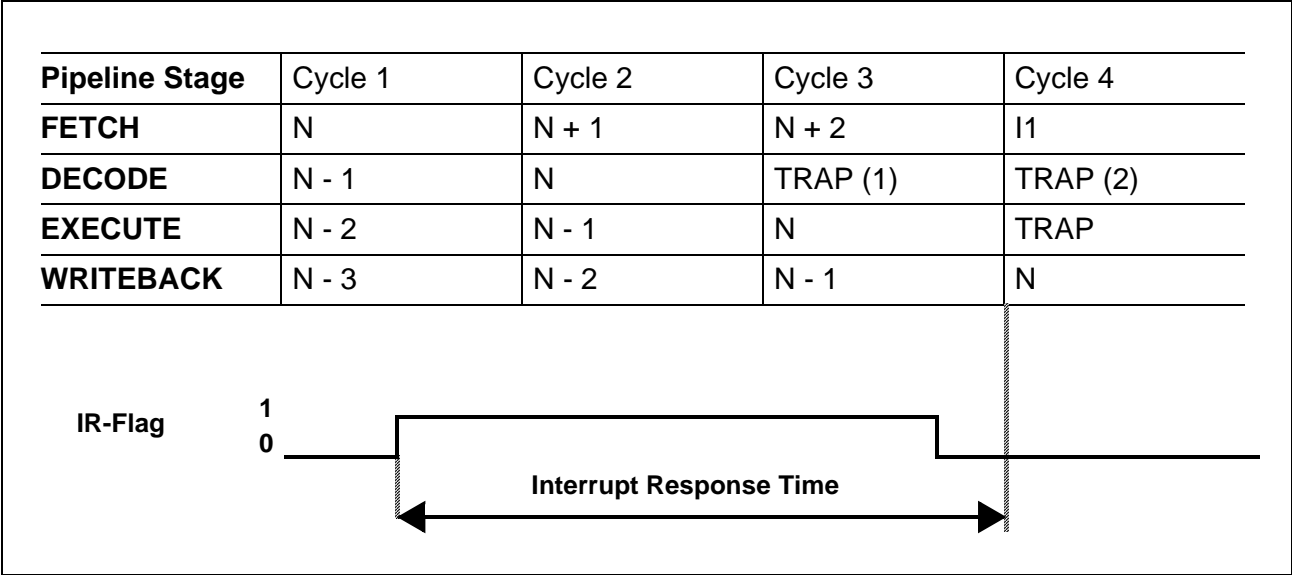 Pipeline Stage Cycle 1 Cycle 2 Cycle 3 Cycle 4
FETCH N N + 1 N + 2 I1
DECODE N - 1 N TRAP (1) TRAP (2)
EXECUTE N - 2 N - 1 N TRAP
WRITEBACK N - 3 N - 2 N - 1 N
1
IR-Flag
0
Interrupt Response Time